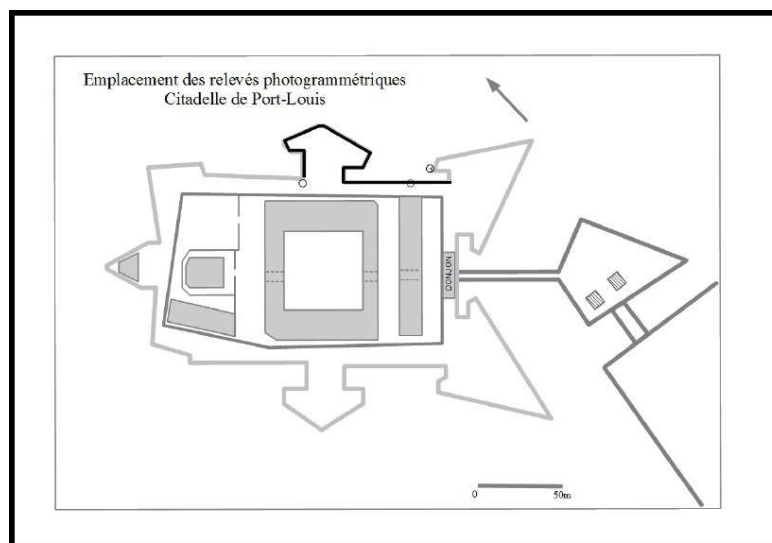 Emplacement des relevés photogrammétriques
Citadelle de Port-Louis
DONJON
0 50m